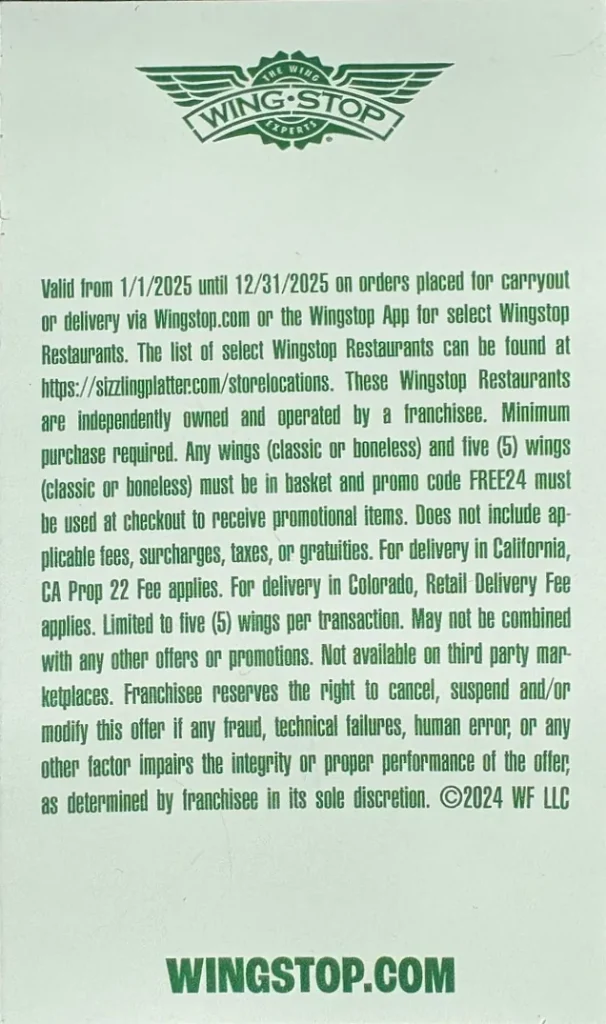 THE WING
WING·STOP
EXPERTS
Valid from 1/1/2025 until 12/31/2025 on orders placed for carryout
or delivery via Wingstop.com or the Wingstop App for select Wingstop
Restaurants. The list of select Wingstop Restaurants can be found at
https://sizzlingplatter.com/storelocations. These Wingstop Restaurants
are independently owned and operated by a franchisee. Minimum
purchase required. Any wings (classic or boneless) and five (5) wings
(classic or boneless) must be in basket and promo code FREE24 must
be used at checkout to receive promotional items. Does not include ap-
plicable fees, surcharges, taxes, or gratuities. For delivery in California,
CA Prop 22 Fee applies. For delivery in Colorado, Retail Delivery Fee
applies. Limited to five (5) wings per transaction. May not be combined
with any other offers or promotions. Not available on third party mar-
ketplaces. Franchisee reserves the right to cancel, suspend and/or
modify this offer if any fraud, technical failures, human error, or any
other factor impairs the integrity or proper performance of the offer,
as determined by franchisee in its sole discretion. ©2024 WF LLC
WINGSTOP.COM